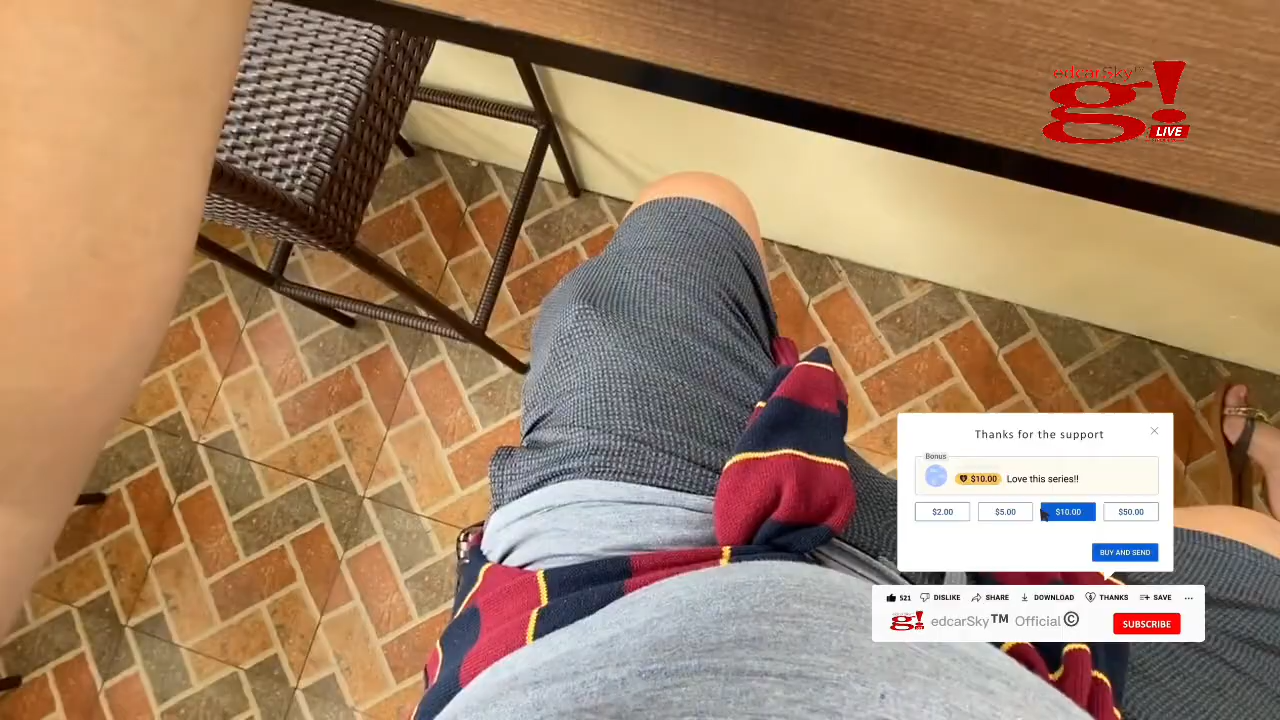 edcarSky™
g!
LIVE
Thanks for the support
Bonus
$10.00 Love this series!!
$2.00 $5.00 $10.00 $50.00
BUY AND SEND
521 DISLIKE SHARE DOWNLOAD THANKS SAVE
g! edcarSky™ Official ©
SUBSCRIBE